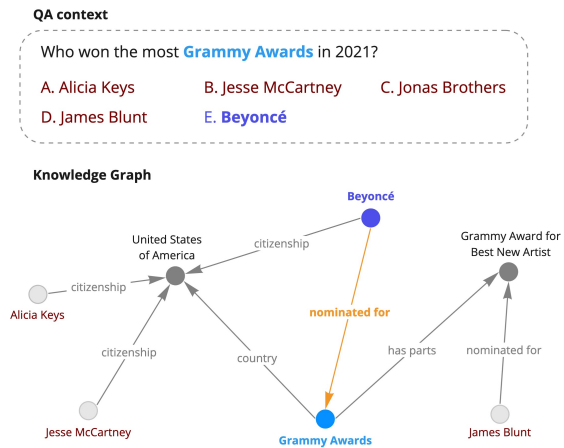 QA context
Who won the most Grammy Awards in 2021?
A. Alicia Keys B. Jesse McCartney C. Jonas Brothers
D. James Blunt E. Beyoncé
Knowledge Graph
Beyoncé
United States
of America
citizenship
Grammy Award for
Best New Artist
citizenship
Alicia Keys
nominated for
citizenship
country
has parts
nominated for
Jesse McCartney
Grammy Awards
James Blunt